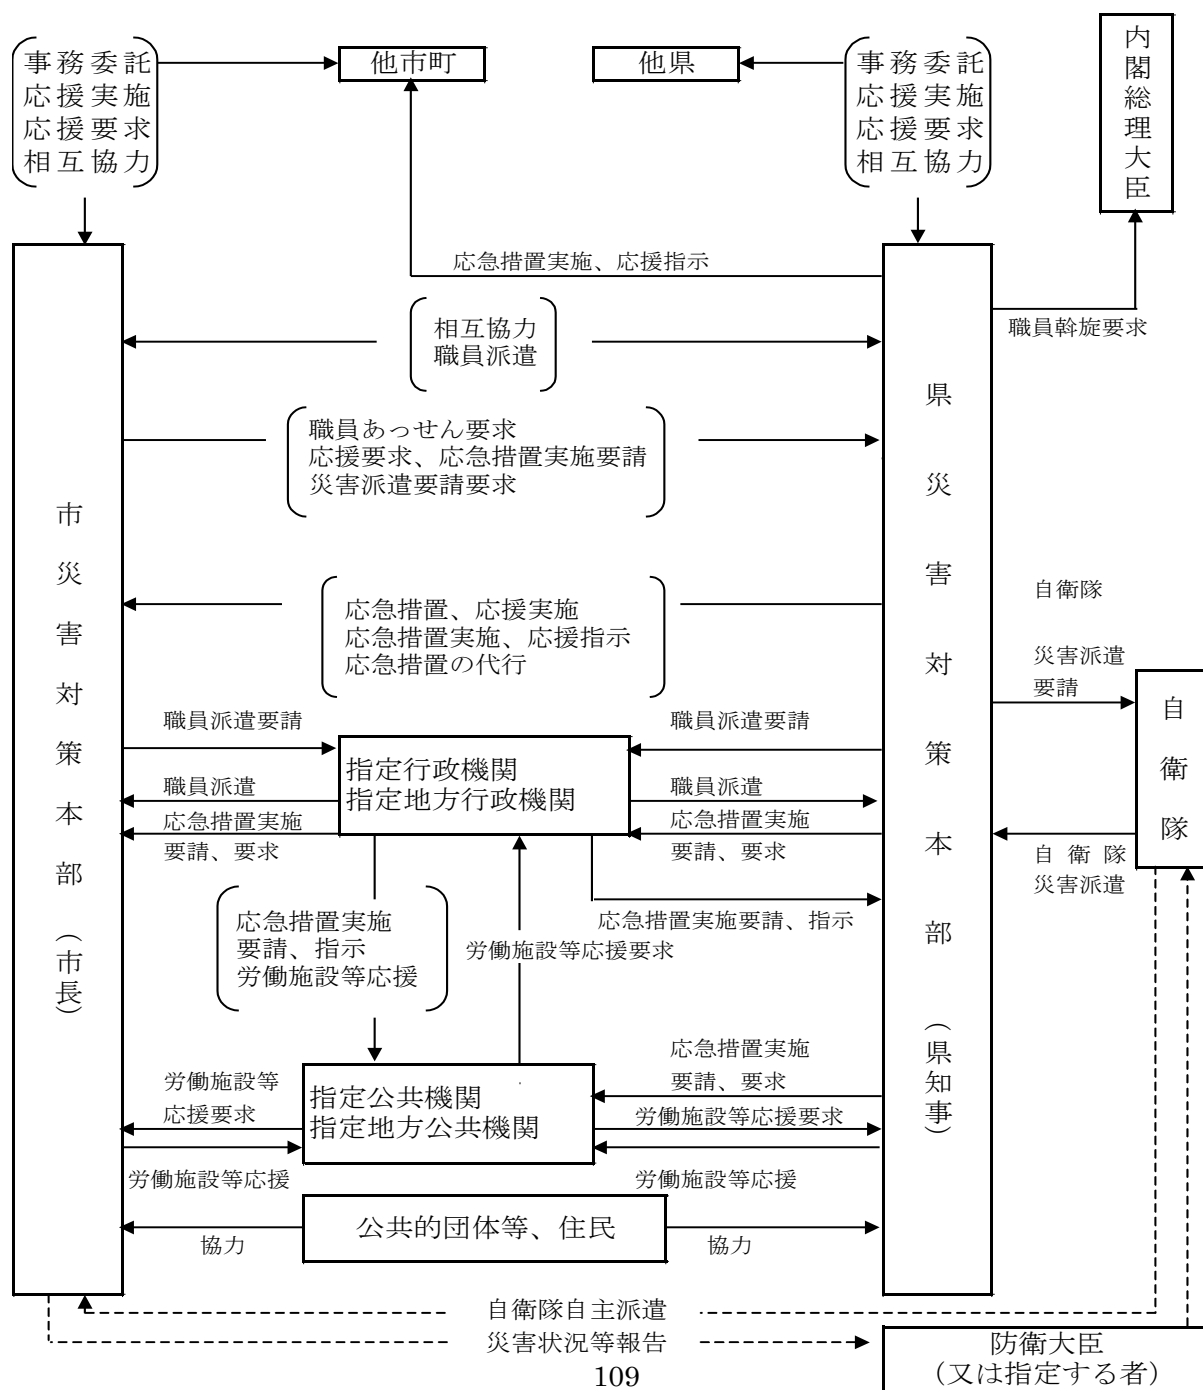 事務委託
応援実施
応援要求
相互協力
他市町
他県
事務委託
応援実施
応援要求
相互協力
内閣総理大臣
応急措置実施、応援指示
職員斡旋要求
相互協力
職員派遣
職員あっせん要求
応援要求、応急措置実施要請
災害派遣要請要求
応急措置、応援実施
応急措置実施、応援指示
応急措置の代行
市災害対策本部(市長)
県災害対策本部(県知事)
自衛隊
災害派遣
要請
自衛隊
自衛隊
災害派遣
職員派遣要請
職員派遣
応急措置実施
要請、要求
指定行政機関
指定地方行政機関
職員派遣要請
職員派遣
応急措置実施
要請、要求
応急措置実施
要請、指示
労働施設等応援
労働施設等応援要求
応急措置実施要請、指示
労働施設等
応援要求
労働施設等応援
指定公共機関
指定地方公共機関
応急措置実施
要請、要求
労働施設等応援要求
労働施設等応援
公共的団体等、住民
協力
協力
自衛隊自主派遣
災害状況等報告
防衛大臣
(又は指定する者)
109